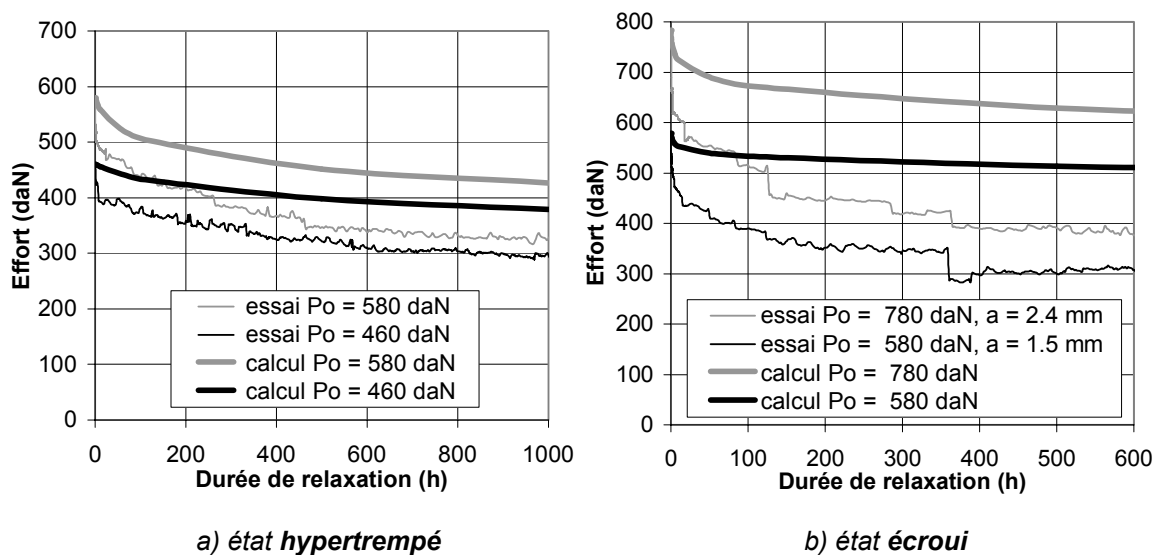 700
600
500
400
300
200
100
0
Effort (daN)
essai Po = 580 daN
essai Po = 460 daN
calcul Po = 580 daN
calcul Po = 460 daN
0 200 400 600 800 1000
Durée de relaxation (h)
a) état hypertrempé
800
700
600
500
400
300
200
100
0
Effort (daN)
essai Po = 780 daN, a = 2.4 mm
essai Po = 580 daN, a = 1.5 mm
calcul Po = 780 daN
calcul Po = 580 daN
0 100 200 300 400 500 600
Durée de relaxation (h)
b) état écroui